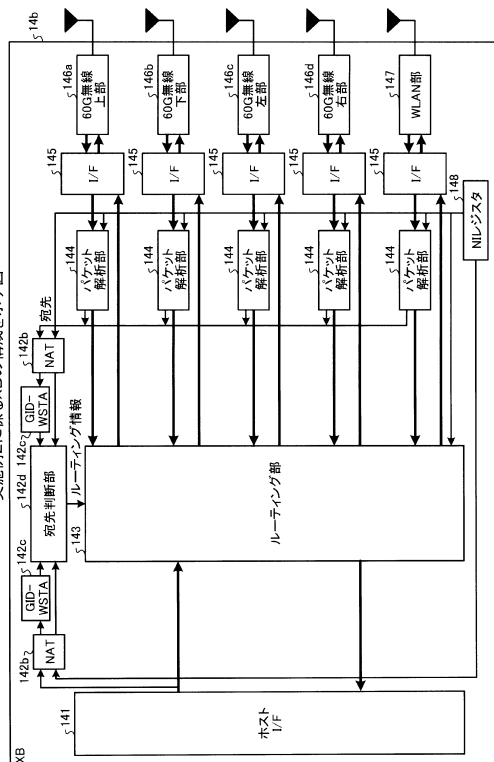 14b
XB
141
ホスト
I/F
142b
NAT
142c
GID-
WSTA
142d
宛先判断部
142c
GID-
WSTA
142b
NAT
宛先
ルーティング情報
143
ルーティング部
144
パケット
解析部
144
パケット
解析部
144
パケット
解析部
144
パケット
解析部
144
パケット
解析部
145
I/F
145
I/F
145
I/F
145
I/F
145
I/F
146a
60G無線
上部
146b
60G無線
下部
146c
60G無線
左部
146d
60G無線
右部
147
WLAN部
148
NIレジスタ